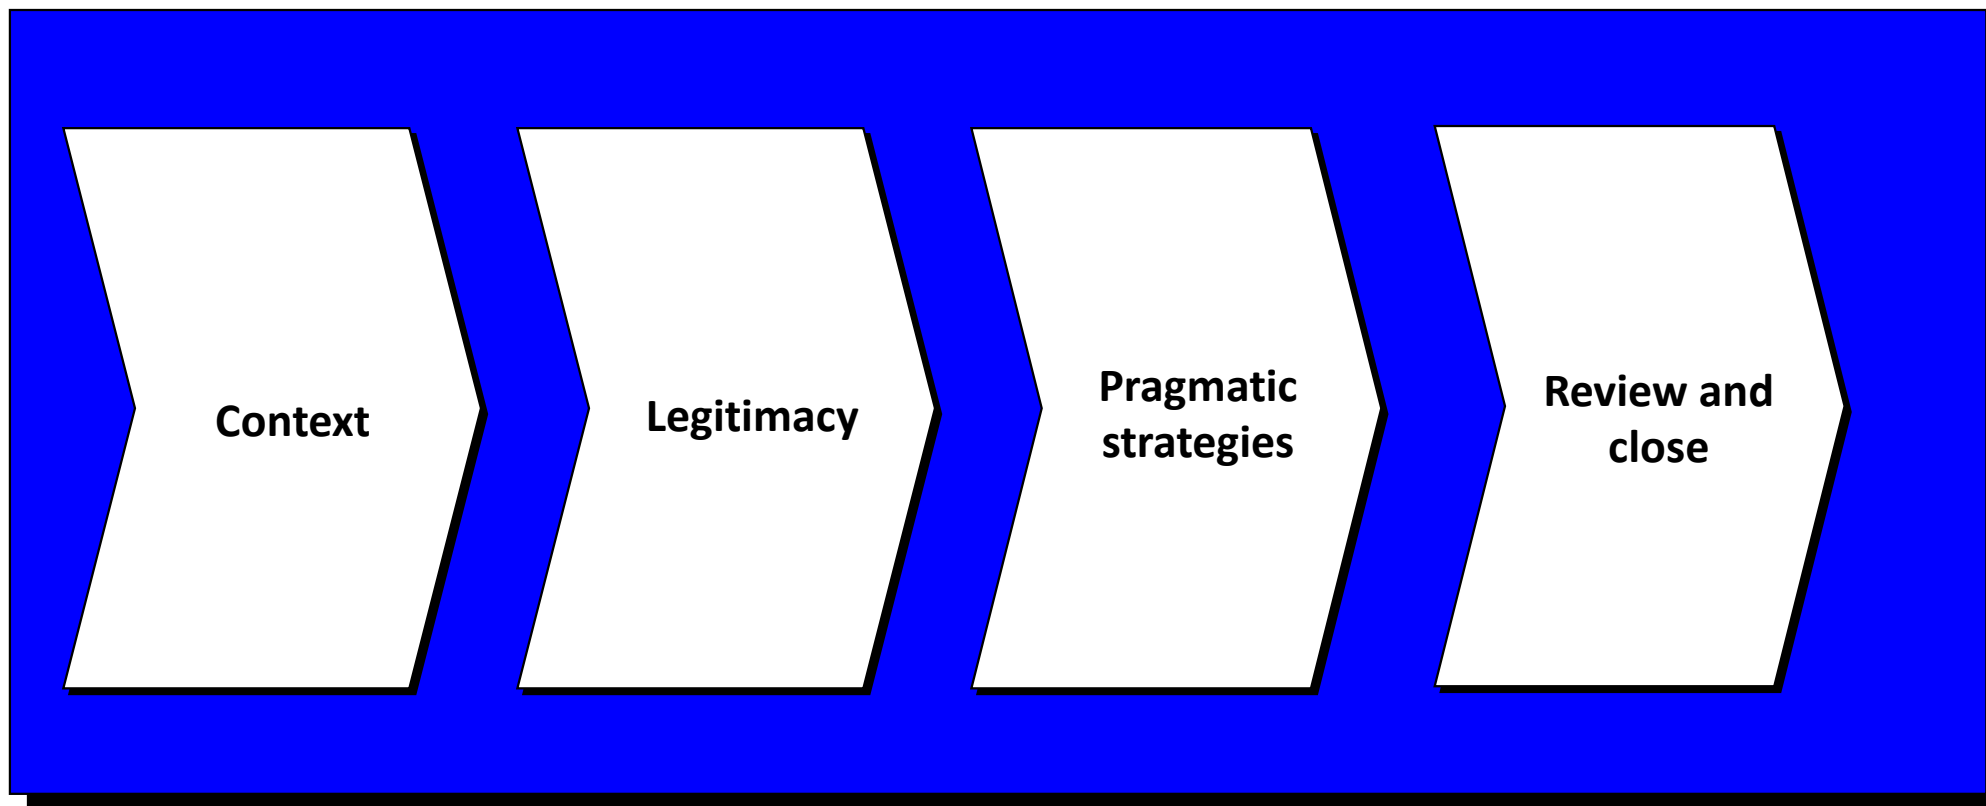 Context
Legitimacy
Pragmatic
strategies
Review and
close